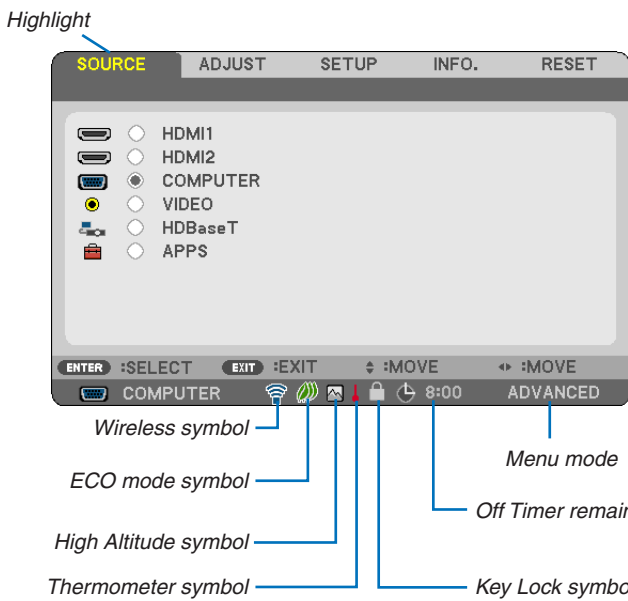 Highlight
SOURCE ADJUST SETUP INFO. RESET
HDMI1
HDMI2
COMPUTER
VIDEO
HDBaseT
APPS
ENTER :SELECT EXIT :EXIT :MOVE :MOVE
COMPUTER 8:00 ADVANCED
Wireless symbol
Menu mode
ECO mode symbol
Off Timer
High Altitude symbol
Thermometer symbol Key Lock